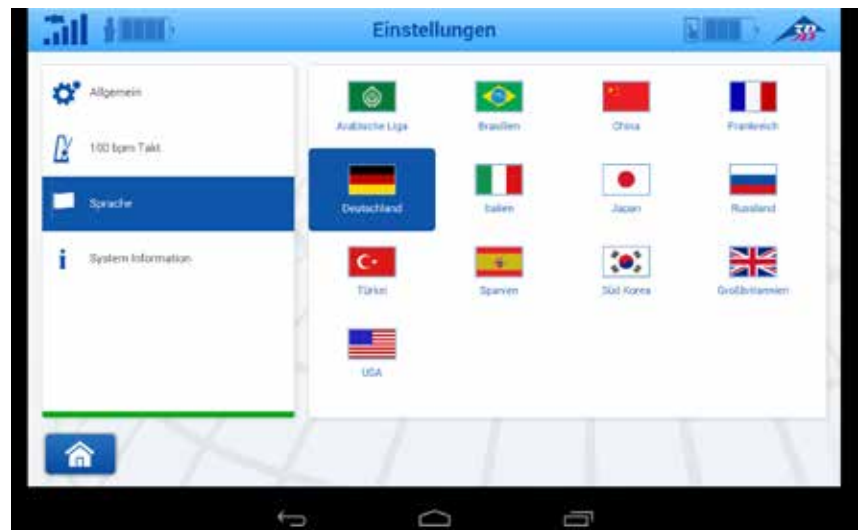 Einstellungen
3B
Allgemein
100 bpm Takt
Sprache
System Information
Arabische Liga
Brasilien
China
Frankreich
Deutschland
Italien
Japan
Russland
Türkei
Spanien
Süd Korea
Großbritannien
USA